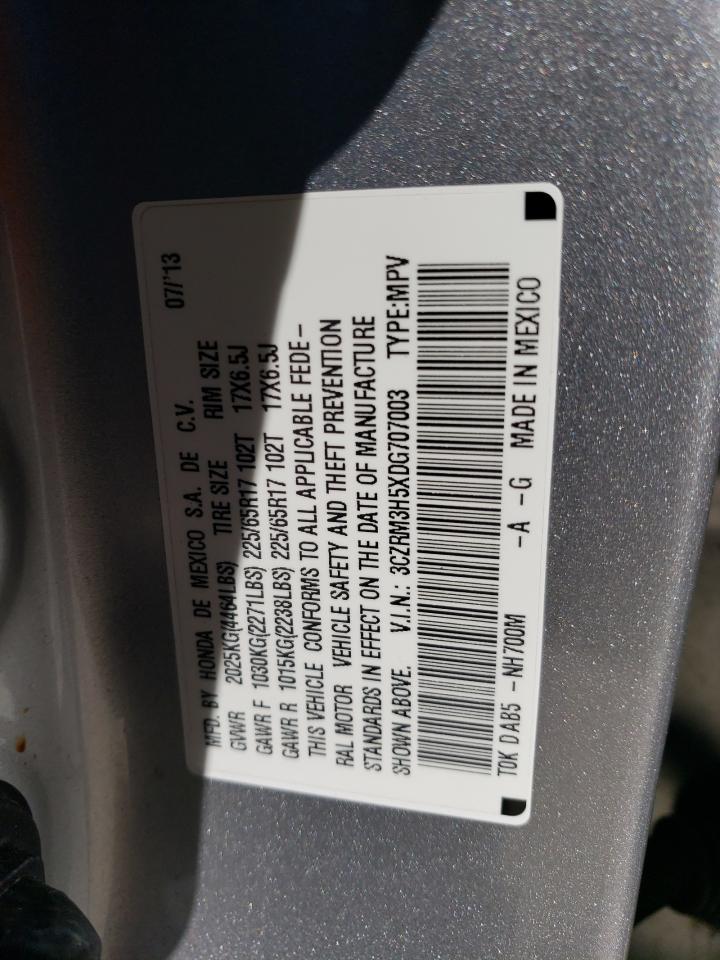 07/'13
MFD. BY HONDA DE MEXICO S.A. DE C.V.
GVWR 2025KG(4464LBS) TIRE SIZE RIM SIZE
GAWR F 1030KG(2271LBS) 225/65R17 102T 17X6.5J
GAWR R 1015KG(2238LBS) 225/65R17 102T 17X6.5J
THIS VEHICLE CONFORMS TO ALL APPLICABLE FEDE-
RAL MOTOR VEHICLE SAFETY AND THEFT PREVENTION
STANDARDS IN EFFECT ON THE DATE OF MANUFACTURE
SHOWN ABOVE. V.I.N.: 3CZRM3H5XDG707003 TYPE:MPV
T0K DAB5 -NH700M -A -G MADE IN MEXICO